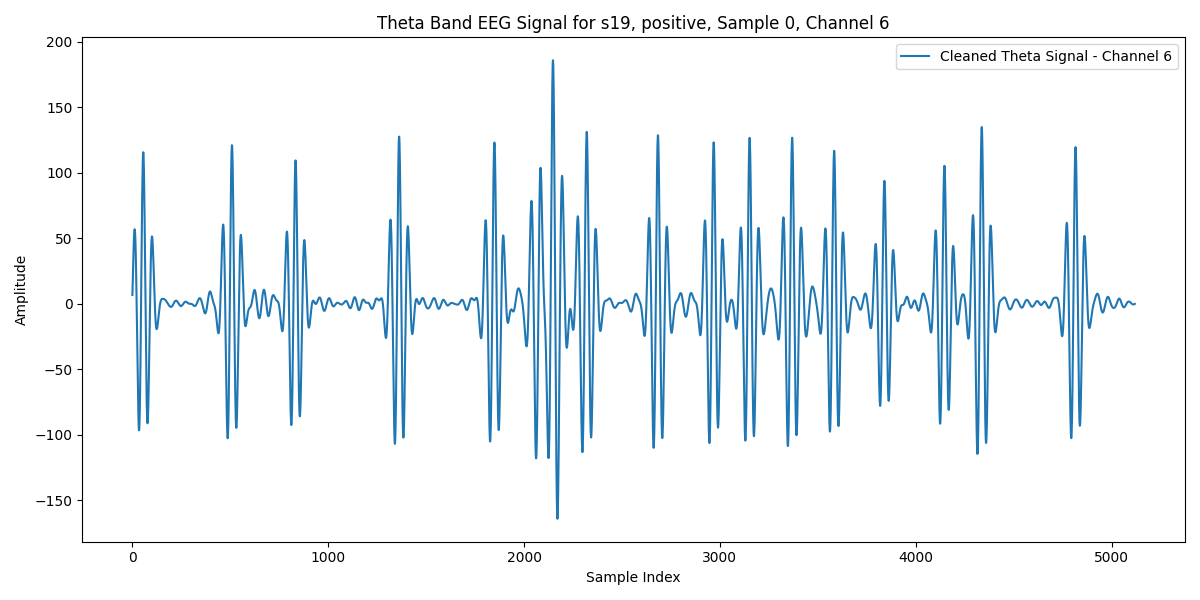 Theta Band EEG Signal for s19, positive, Sample 0, Channel 6
Cleaned Theta Signal - Channel 6
200
150
100
50
0
−50
−100
−150
Amplitude
0 1000 2000 3000 4000 5000
Sample Index